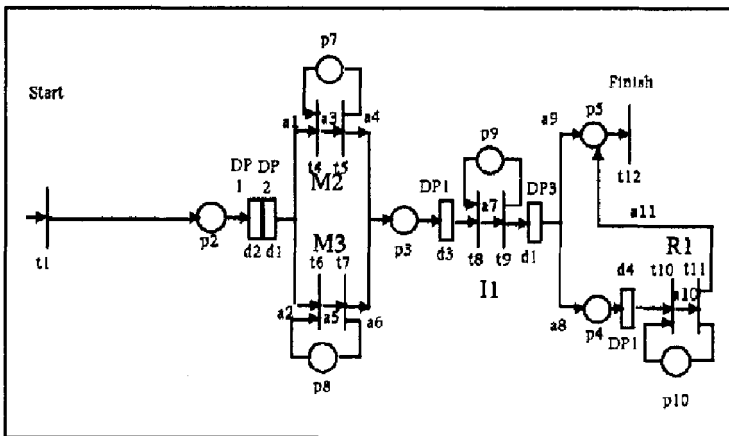 p7
Start
Finish
a1
a3
a4
a9
p5
p9
t4
t5
DP 1
DP 2
M2
DP1
a7
DP3
t12
a11
p2
M3
p3
R1
t1
d2
d1
t6
t7
d3
t8
t9
d1
d4
t10
t11
I1
a2
a5
a6
a8
p4
a10
DP1
p8
p10